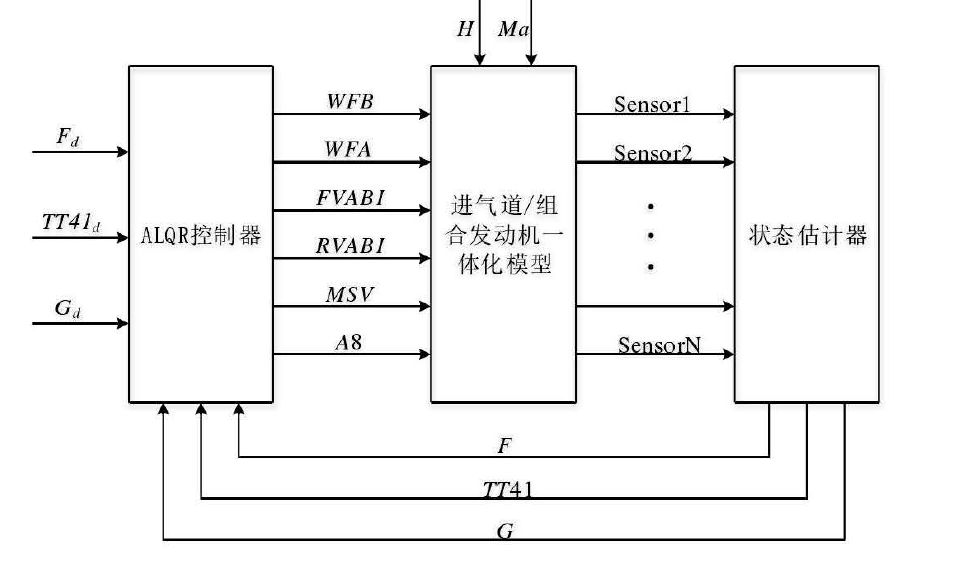 H
Ma
WFB
WFA
FVABI
RVABI
MSV
A8
F_d
TT41_d
G_d
ALQR控制器
进气道/组
合发动机一
体化模型
Sensor1
Sensor2
SensorN
状态估计器
F
TT41
G